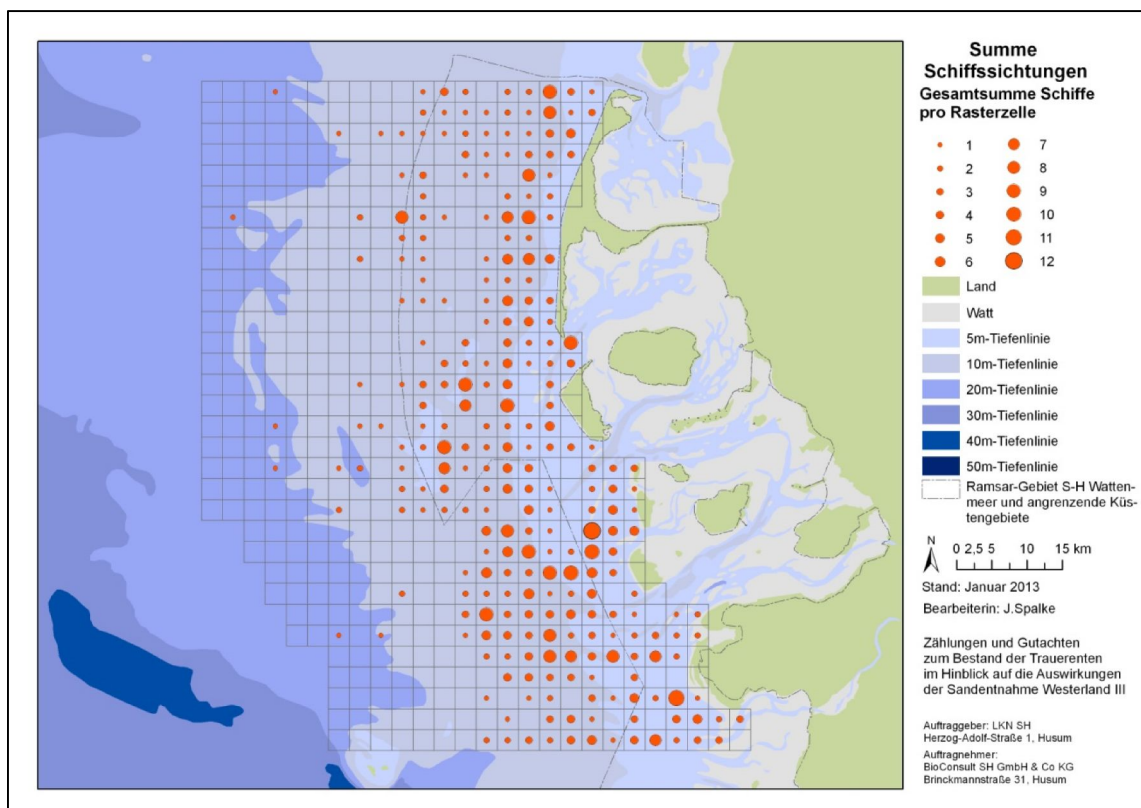 Summe
Schiffssichtungen
Gesamtsumme Schiffe
pro Rasterzelle
1
2
3
4
5
6
7
8
9
10
11
12
Land
Watt
5m-Tiefenlinie
10m-Tiefenlinie
20m-Tiefenlinie
30m-Tiefenlinie
40m-Tiefenlinie
50m-Tiefenlinie
Ramsar-Gebiet S-H Watten-
meer und angrenzende Küs-
tengebiete
N
0 2,5 5 10 15 km
Stand: Januar 2013
Bearbeiterin: J.Spalke
Zählungen und Gutachten
zum Bestand der Trauerenten
im Hinblick auf die Auswirkungen
der Sandentnahme Westerland III
Auftraggeber: LKN SH
Herzog-Adolf-Straße 1, Husum
Auftragnehmer:
BioConsult SH GmbH & Co KG
Brinckmannstraße 31, Husum